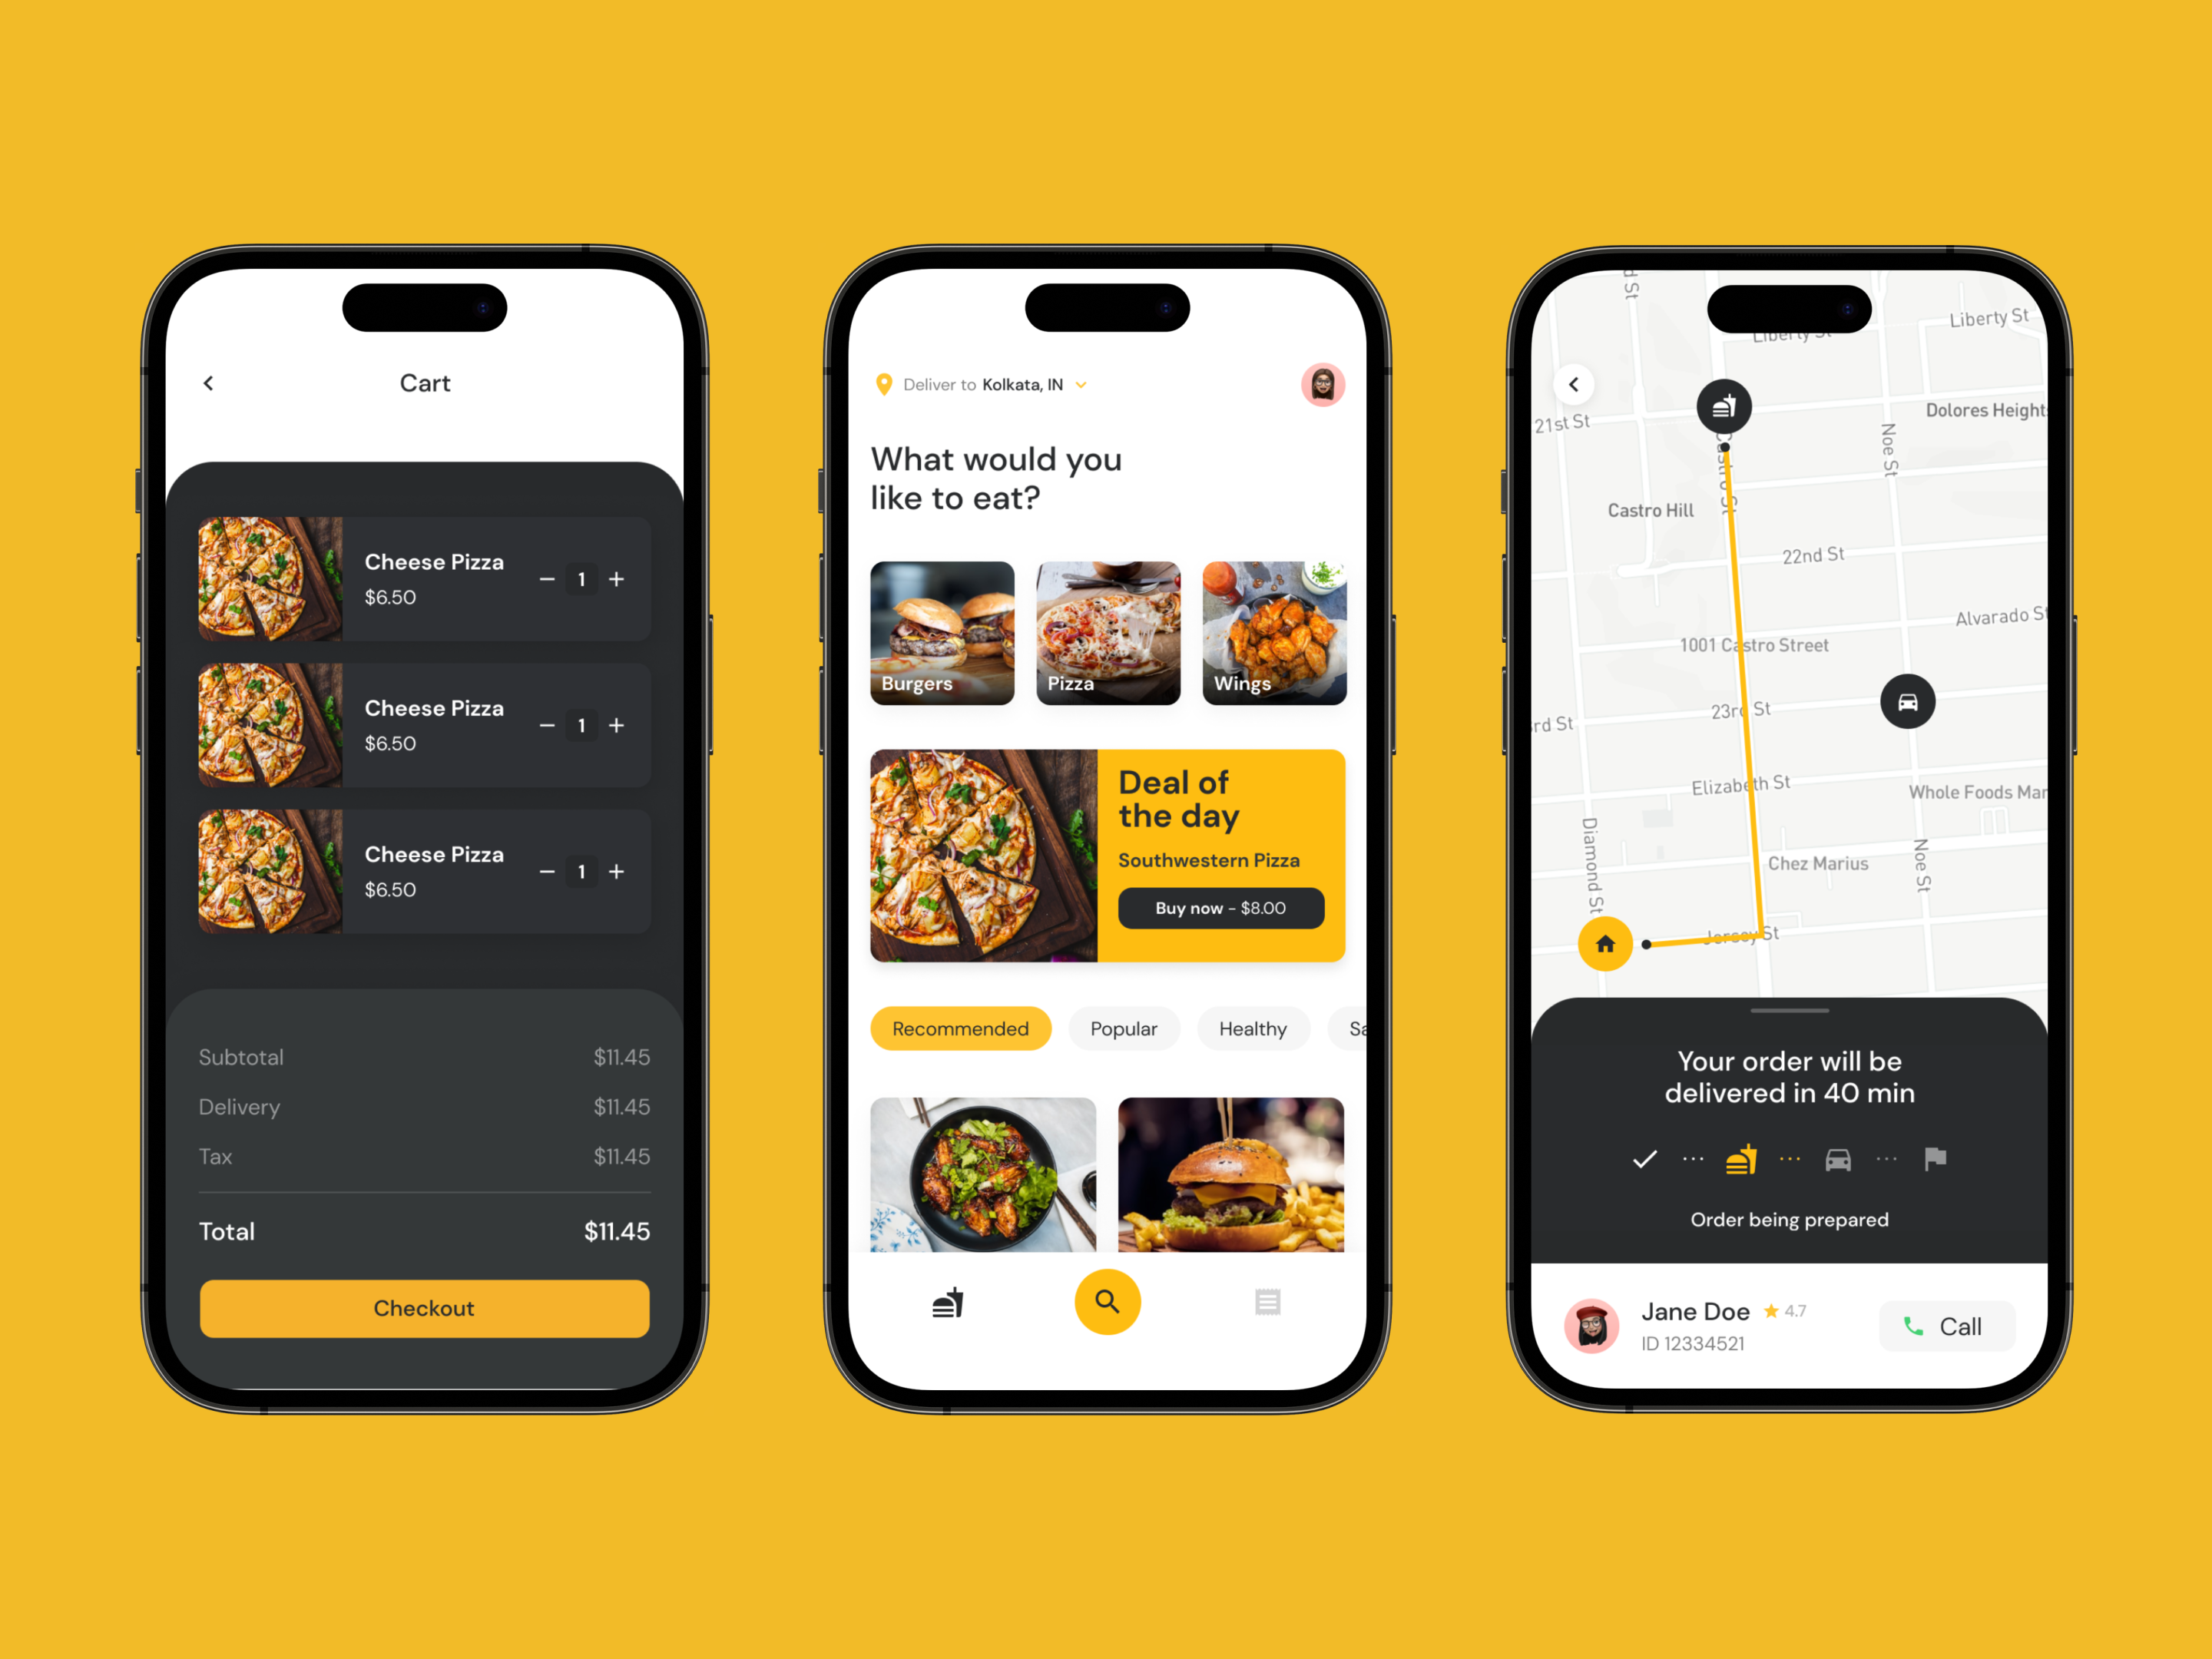 Cart
Cheese Pizza
$6.50
1
Cheese Pizza
$6.50
1
Cheese Pizza
$6.50
1
Subtotal $11.45
Delivery $11.45
Tax $11.45
Total $11.45
Checkout
Deliver to Kolkata, IN
What would you
like to eat?
Burgers
Pizza
Wings
Deal of
the day
Southwestern Pizza
Buy now - $8.00
Recommended
Popular
Healthy
Sa
d St
Liberty St
Liberty St
21st St
Dolores Heights
Castro St
Noe St
Castro Hill
22nd St
Alvarado St
1001 Castro Street
23rd St
rd St
Elizabeth St
Whole Foods Mar
Diamond St
Chez Marius
Noe St
Jersey St
Your order will be
delivered in 40 min
Order being prepared
Jane Doe
4.7
ID 12334521
Call